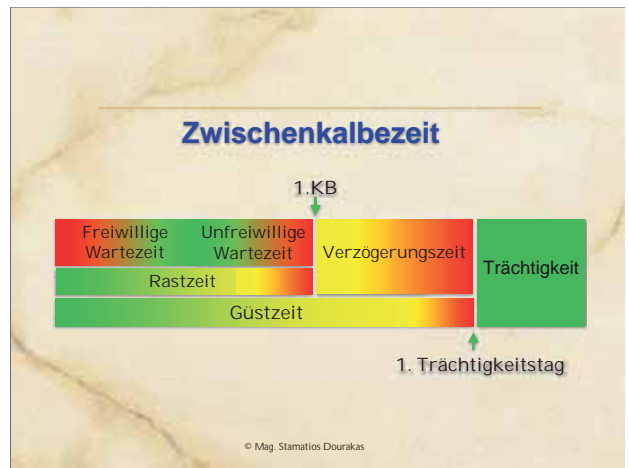 Zwischenkalbezeit
1.KB
Freiwillige Wartezeit
Unfreiwillige Wartezeit
Verzögerungszeit
Trächtigkeit
Rastzeit
Güstzeit
1. Trächtigkeitstag
© Mag. Stamatios Dourakas